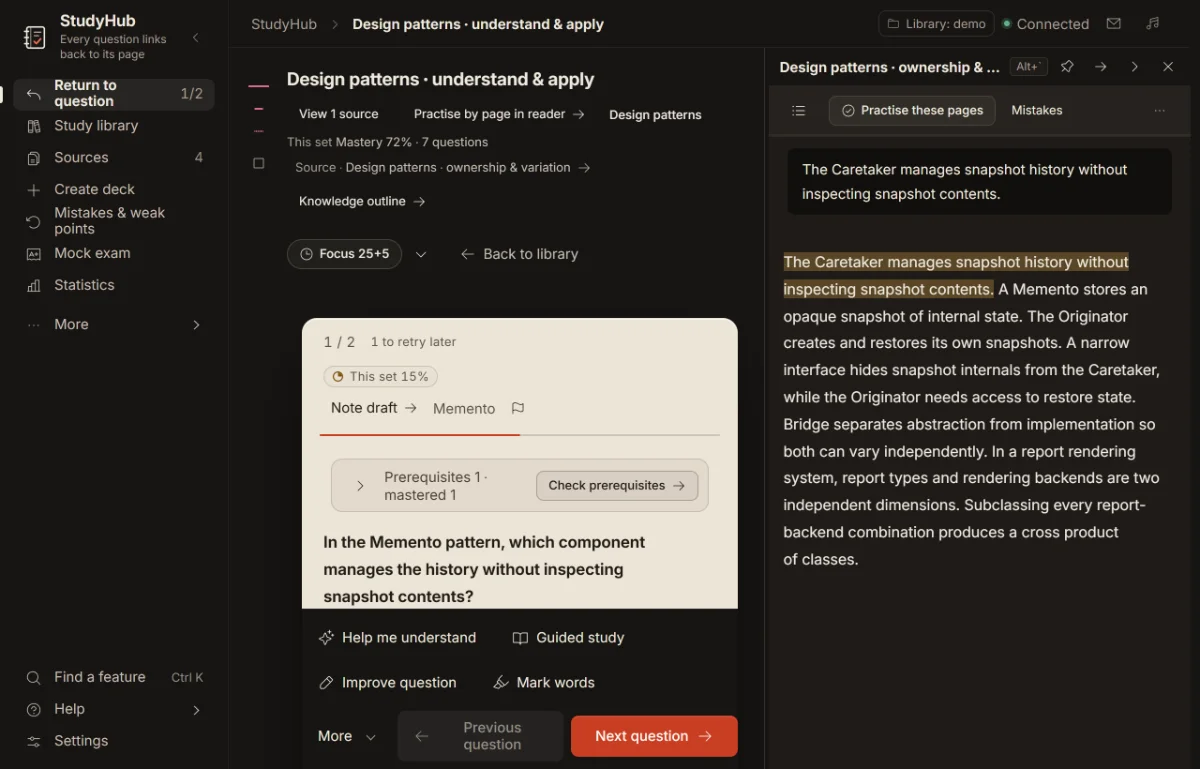 StudyHub
Every question links
back to its page
Return to
question
1/2
Study library
Sources
4
Create deck
Mistakes & weak
points
Mock exam
Statistics
More
Find a feature
Ctrl K
Help
Settings
StudyHub
Design patterns · understand & apply
Library: demo
Connected
Design patterns · understand & apply
View 1 source
Practise by page in reader →
Design patterns
This set Mastery 72% · 7 questions
Source · Design patterns · ownership & variation →
Knowledge outline →
Focus 25+5
← Back to library
1 / 2
1 to retry later
This set 15%
Note draft →
Memento
Prerequisites 1 ·
mastered 1
Check prerequisites →
In the Memento pattern, which component
manages the history without inspecting
snapshot contents?
Help me understand
Guided study
Improve question
Mark words
More
← Previous
question
Next question →
Design patterns · ownership & ...
Alt+`
Practise these pages
Mistakes
The Caretaker manages snapshot history without
inspecting snapshot contents.
The Caretaker manages snapshot history without
inspecting snapshot contents. A Memento stores an
opaque snapshot of internal state. The Originator
creates and restores its own snapshots. A narrow
interface hides snapshot internals from the Caretaker,
while the Originator needs access to restore state.
Bridge separates abstraction from implementation so
both can vary independently. In a report rendering
system, report types and rendering backends are two
independent dimensions. Subclassing every report-
backend combination produces a cross product
of classes.